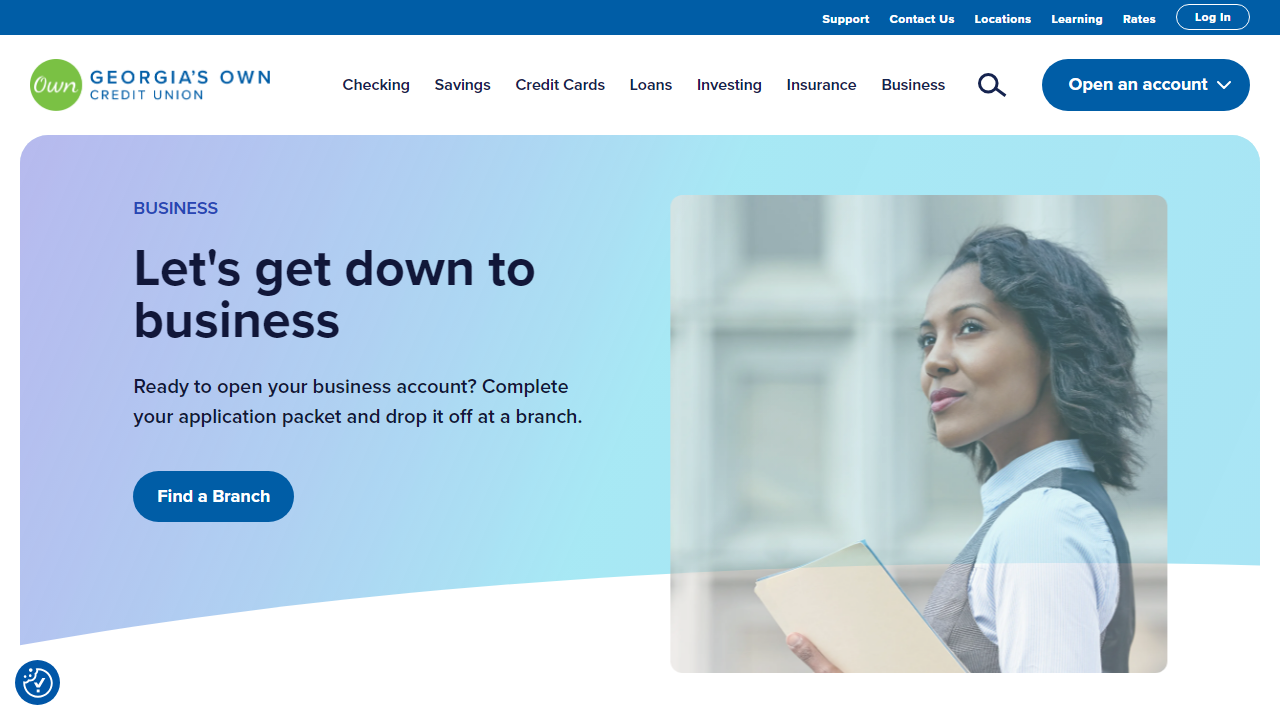 Support Contact Us Locations Learning Rates Log In
Own GEORGIA'S OWN
CREDIT UNION
Checking Savings Credit Cards Loans Investing Insurance Business Open an account
BUSINESS
Let's get down to
business
Ready to open your business account? Complete
your application packet and drop it off at a branch.
Find a Branch